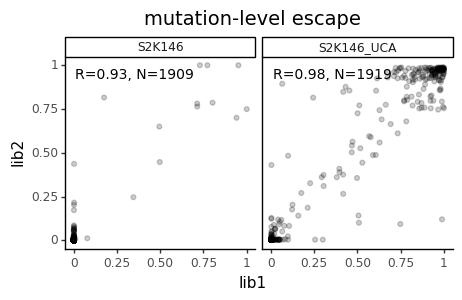 mutation-level escape
S2K146 S2K146_UCA
R=0.93, N=1909 R=0.98, N=1919
1
0.75
0.50
0.25
0
lib2
0 0.25 0.50 0.75 1 0 0.25 0.50 0.75 1
lib1